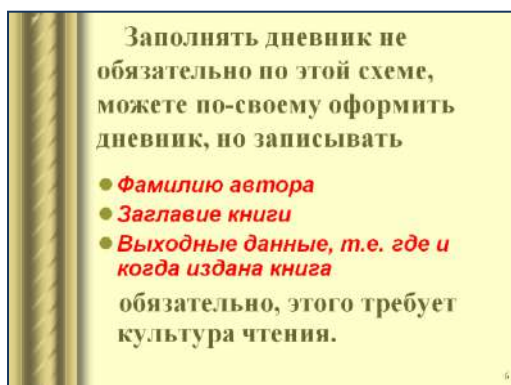 Заполнять дневник не
обязательно по этой схеме,
можете по-своему оформить
дневник, но записывать
Фамилию автора
Заглавие книги
Выходные данные, т.е. где и
когда издана книга
обязательно, этого требует
культура чтения.
6